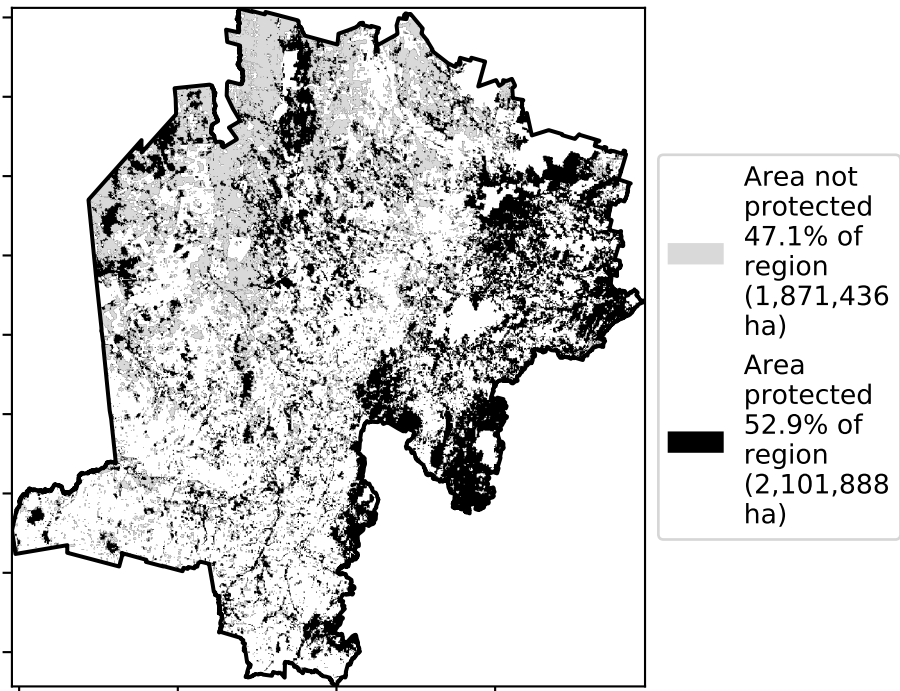 Area not
protected
47.1% of
region
(1,871,436
ha)
Area
protected
52.9% of
region
(2,101,888
ha)